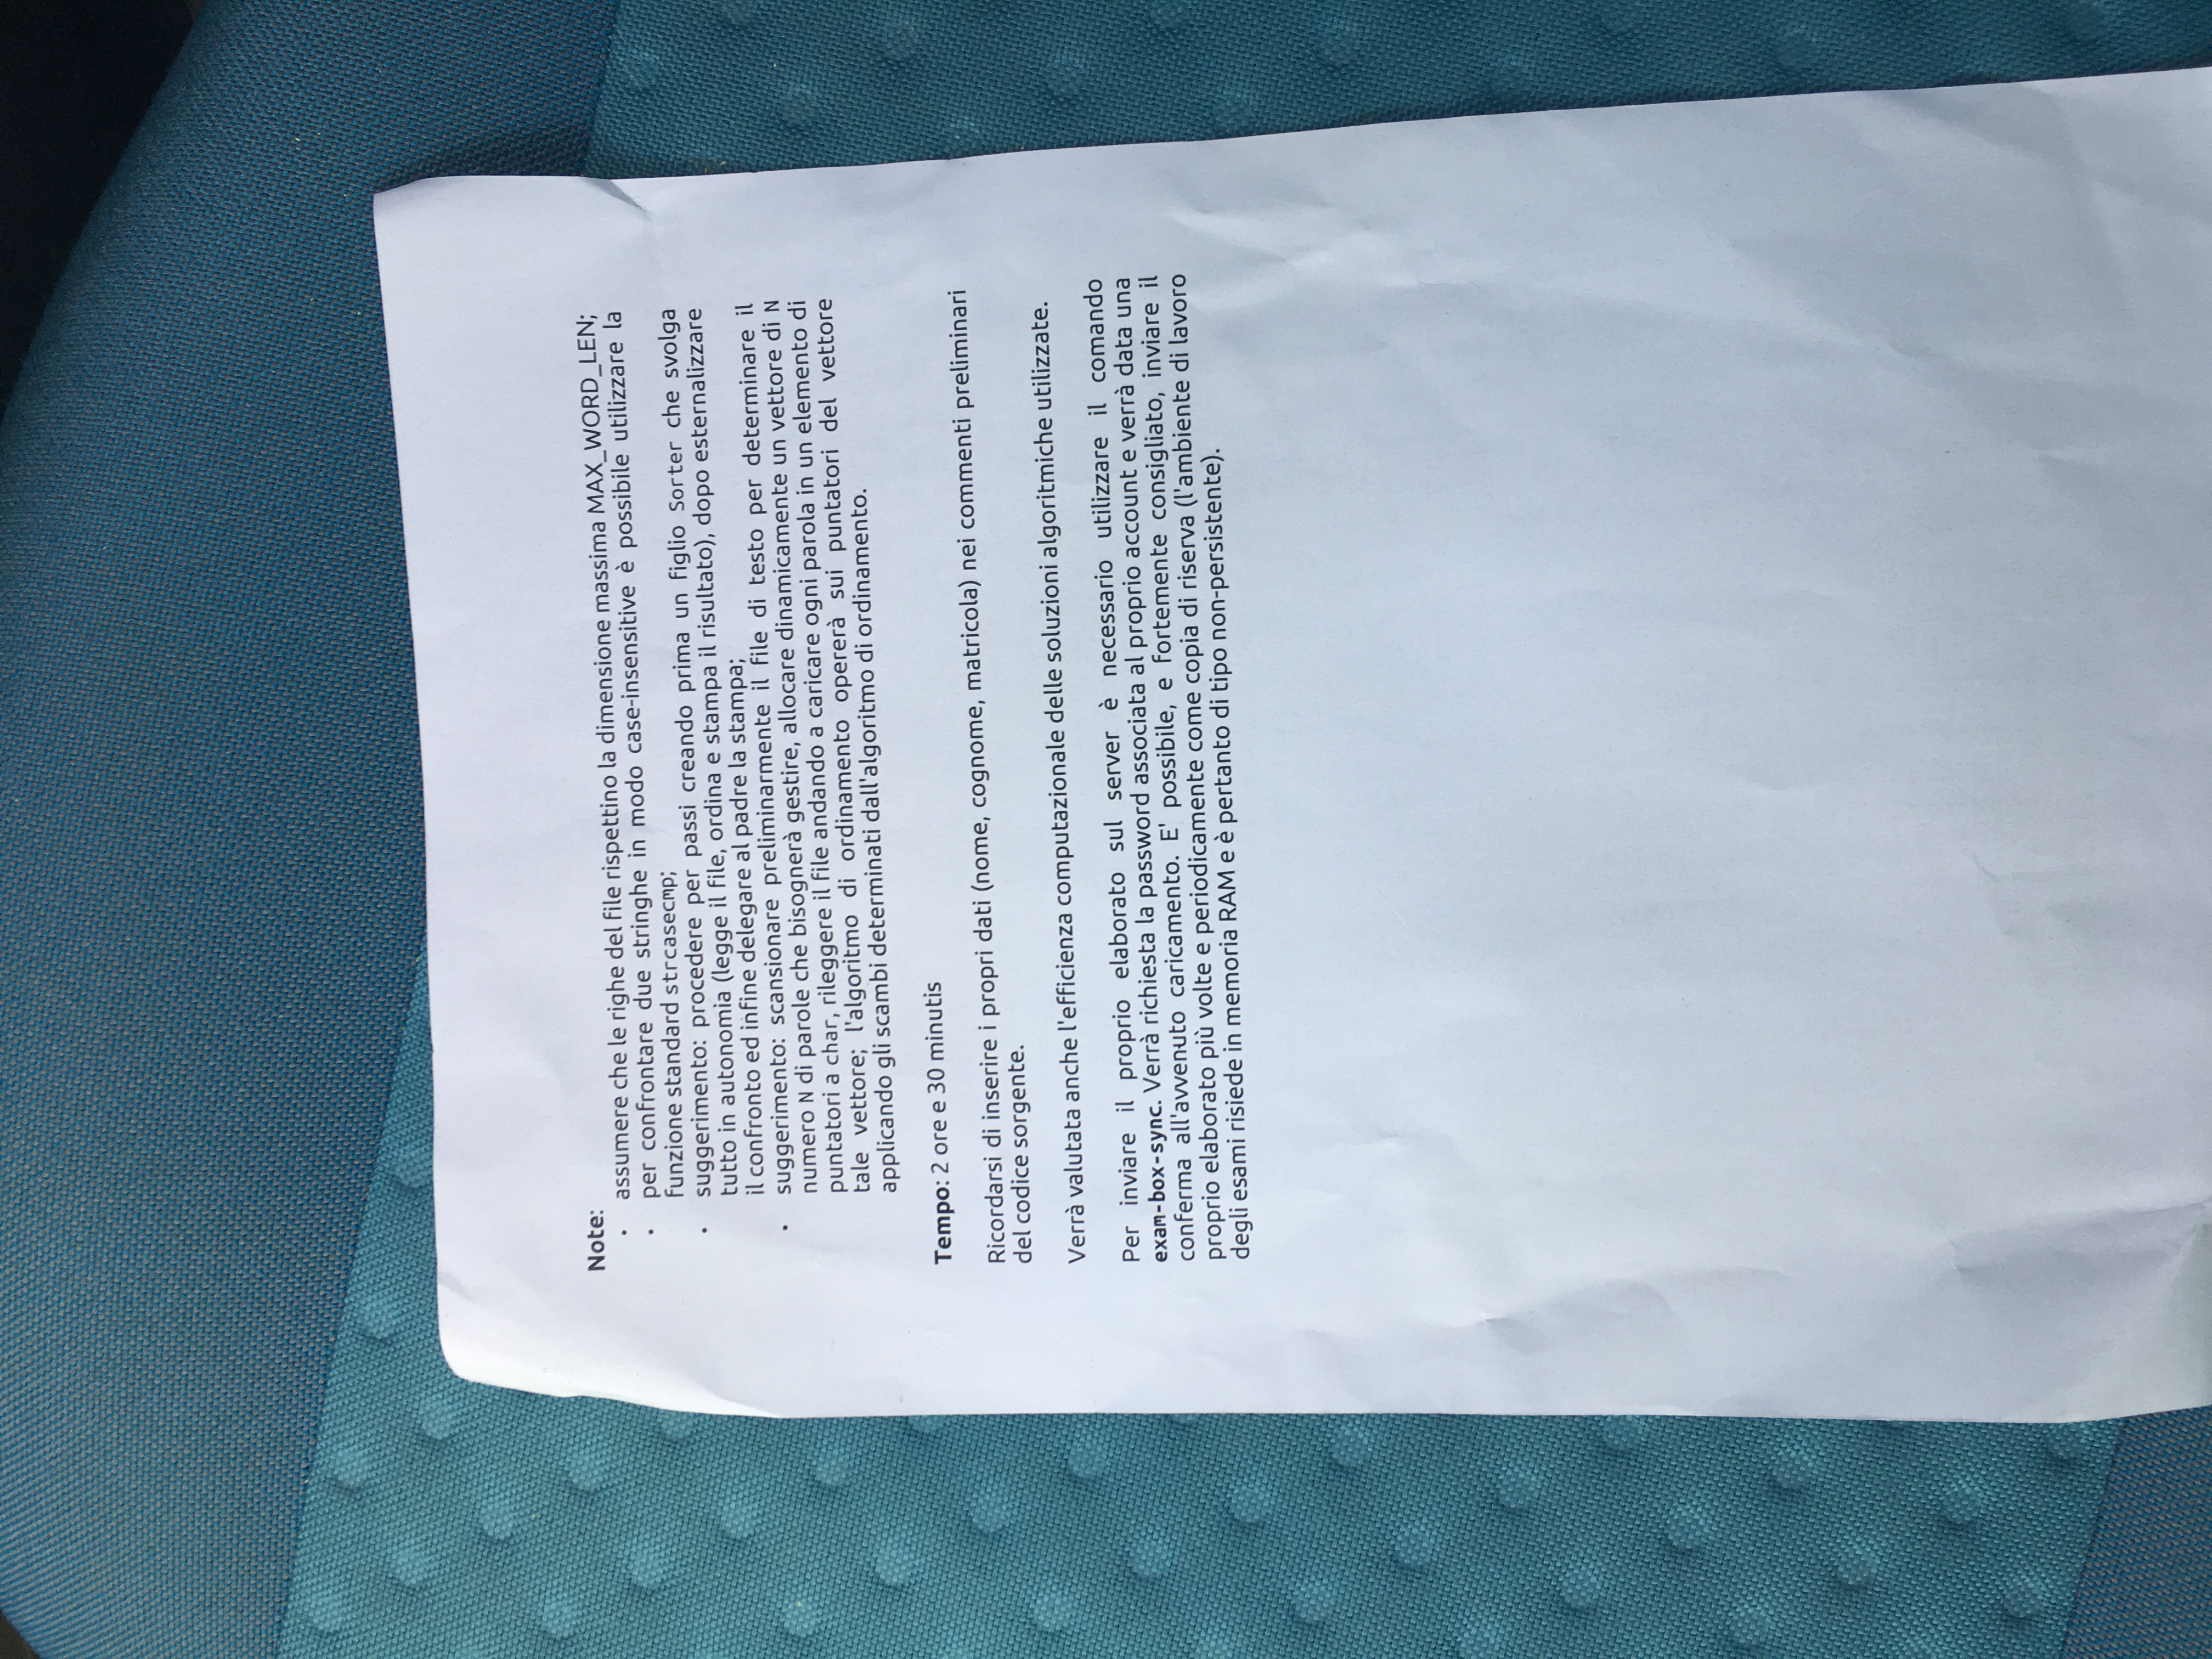 Note:
• assumere che le righe del file rispettino la dimensione massima MAX_WORD_LEN;
• per confrontare due stringhe in modo case-insensitive è possibile utilizzare la
funzione standard strcasecmp;
• suggerimento: procedere per passi creando prima un figlio Sorter che svolga
tutto in autonomia (legge il file, ordina e stampa il risultato), dopo esternalizzare
il confronto ed infine delegare al padre la stampa;
• suggerimento: scansionare preliminarmente il file di testo per determinare il
numero N di parole che bisognerà gestire, allocare dinamicamente un vettore di N
puntatori a char, rileggere il file andando a caricare ogni parola in un elemento di
tale vettore; l'algoritmo di ordinamento opererà sui puntatori del vettore
applicando gli scambi determinati dall'algoritmo di ordinamento.
Tempo: 2 ore e 30 minutis
Ricordarsi di inserire i propri dati (nome, cognome, matricola) nei commenti preliminari
del codice sorgente.
Verrà valutata anche l'efficienza computazionale delle soluzioni algoritmiche utilizzate.
Per inviare il proprio elaborato sul server è necessario utilizzare il comando
exam-box-sync. Verrà richiesta la password associata al proprio account e verrà data una
conferma all'avvenuto caricamento. E' possibile, e fortemente consigliato, inviare il
proprio elaborato più volte e periodicamente come copia di riserva (l'ambiente di lavoro
degli esami risiede in memoria RAM e è pertanto di tipo non-persistente).